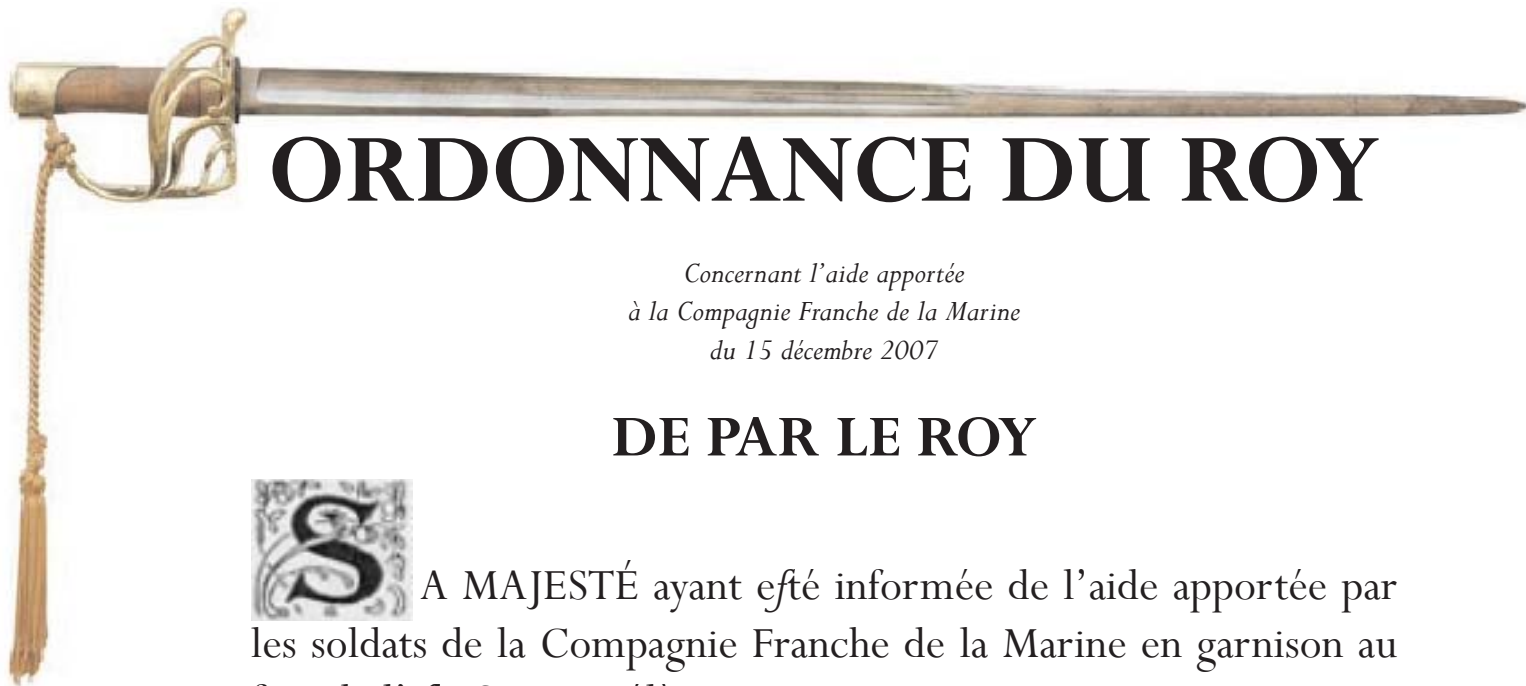 ORDONNANCE DU ROY
Concernant l'aide apportée
à la Compagnie Franche de la Marine
du 15 décembre 2007
DE PAR LE ROY
SA MAJESTÉ ayant eſté informée de l'aide apportée par
les soldats de la Compagnie Franche de la Marine en garnison au